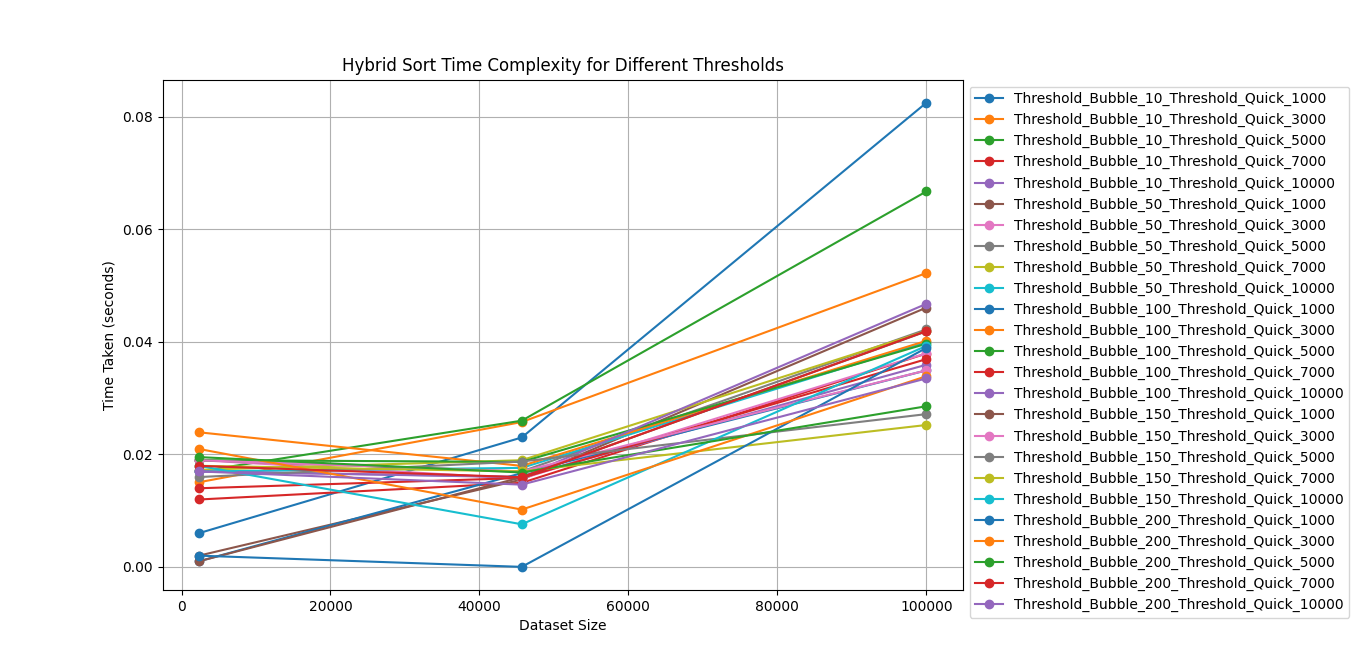 Hybrid Sort Time Complexity for Different Thresholds
Time Taken (seconds)
0.08
0.06
0.04
0.02
0.00
0
20000
40000
60000
80000
100000
Dataset Size
Threshold_Bubble_10_Threshold_Quick_1000
Threshold_Bubble_10_Threshold_Quick_3000
Threshold_Bubble_10_Threshold_Quick_5000
Threshold_Bubble_10_Threshold_Quick_7000
Threshold_Bubble_10_Threshold_Quick_10000
Threshold_Bubble_50_Threshold_Quick_1000
Threshold_Bubble_50_Threshold_Quick_3000
Threshold_Bubble_50_Threshold_Quick_5000
Threshold_Bubble_50_Threshold_Quick_7000
Threshold_Bubble_50_Threshold_Quick_10000
Threshold_Bubble_100_Threshold_Quick_1000
Threshold_Bubble_100_Threshold_Quick_3000
Threshold_Bubble_100_Threshold_Quick_5000
Threshold_Bubble_100_Threshold_Quick_7000
Threshold_Bubble_100_Threshold_Quick_10000
Threshold_Bubble_150_Threshold_Quick_1000
Threshold_Bubble_150_Threshold_Quick_3000
Threshold_Bubble_150_Threshold_Quick_5000
Threshold_Bubble_150_Threshold_Quick_7000
Threshold_Bubble_150_Threshold_Quick_10000
Threshold_Bubble_200_Threshold_Quick_1000
Threshold_Bubble_200_Threshold_Quick_3000
Threshold_Bubble_200_Threshold_Quick_5000
Threshold_Bubble_200_Threshold_Quick_7000
Threshold_Bubble_200_Threshold_Quick_10000